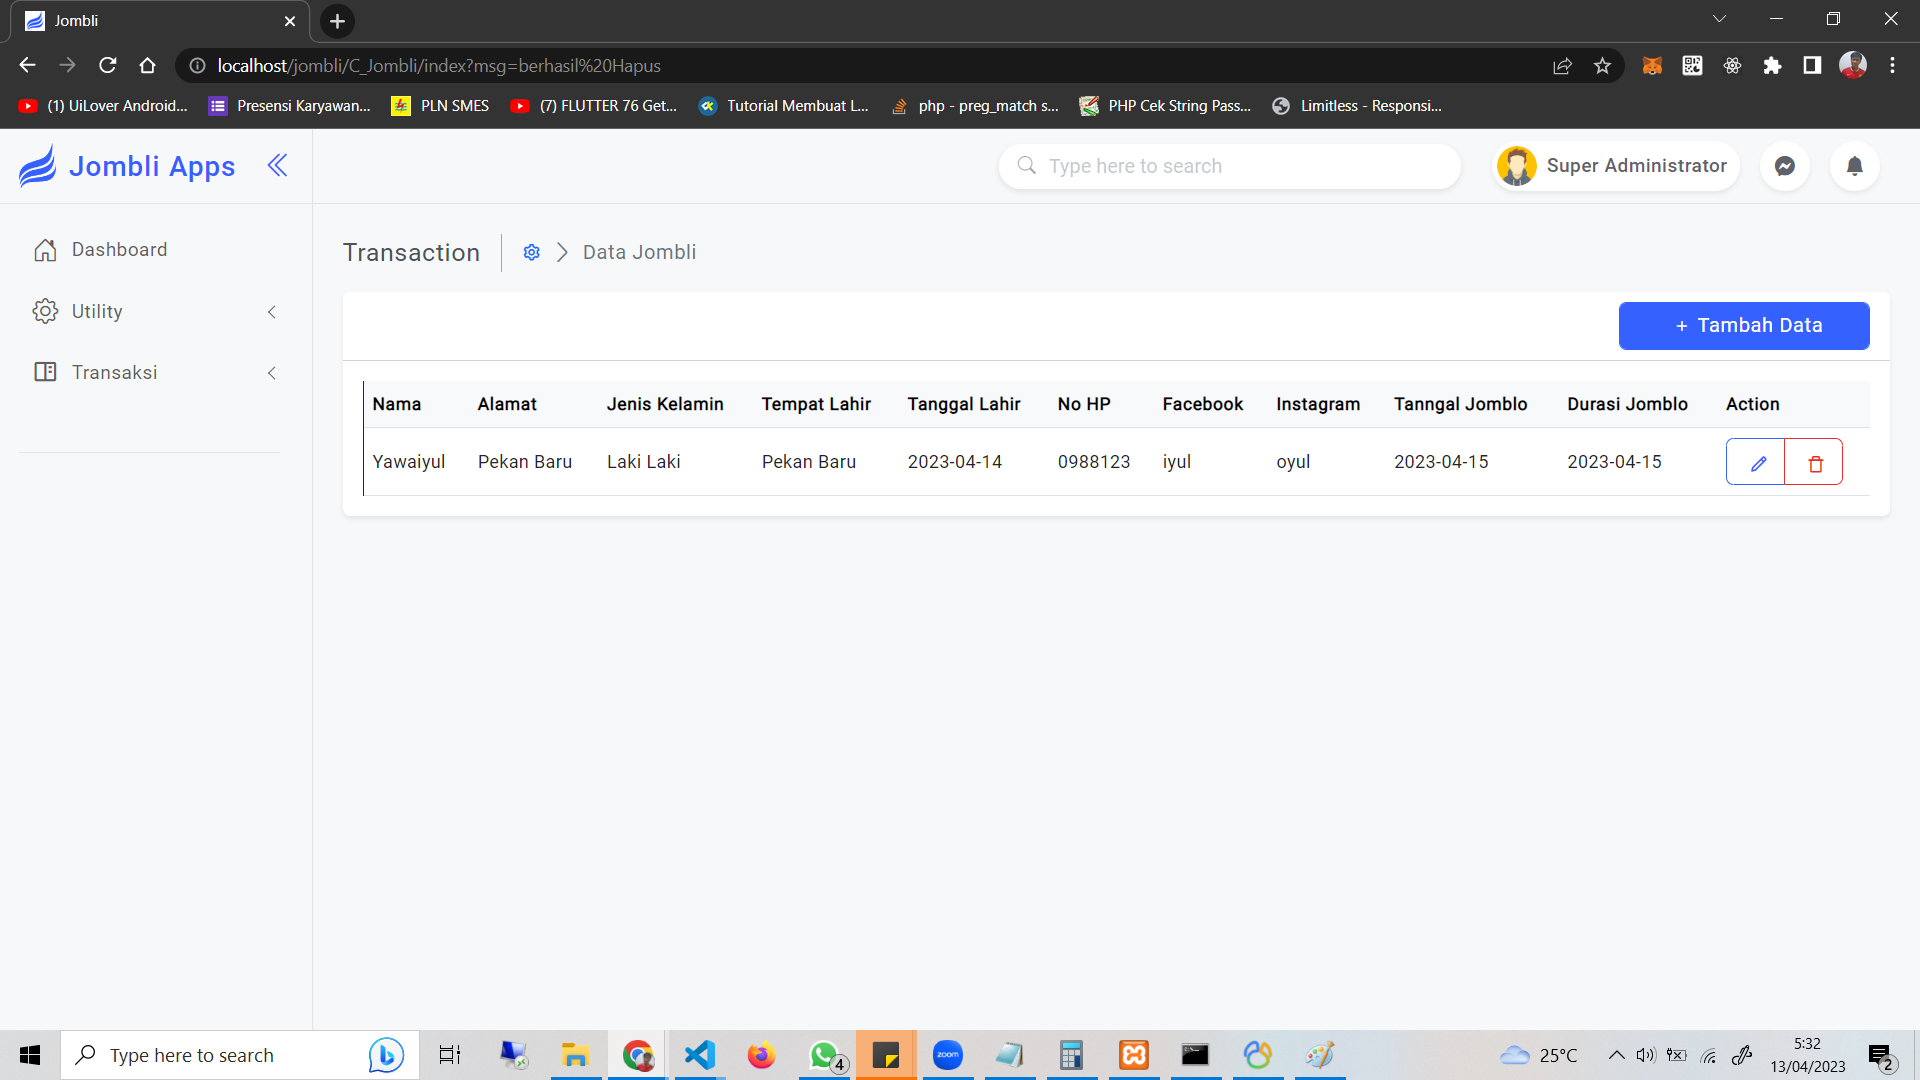 Jombli
localhost/jombli/C_Jombli/index?msg=berhasil%20Hapus
(1) UiLover Android... Presensi Karyawan... PLN SMES (7) FLUTTER 76 Get... Tutorial Membuat L... php - preg_match s... PHP Cek String Pass... Limitless - Responsi...
Jombli Apps
Type here to search
Super Administrator
Dashboard
Utility
Transaksi
Transaction
Data Jombli
+ Tambah Data
Nama Alamat Jenis Kelamin Tempat Lahir Tanggal Lahir No HP Facebook Instagram Tanngal Jomblo Durasi Jomblo Action
Yawaiyul Pekan Baru Laki Laki Pekan Baru 2023-04-14 0988123 iyul oyul 2023-04-15 2023-04-15
Type here to search
zoom
4
25°C
5:32
13/04/2023
2